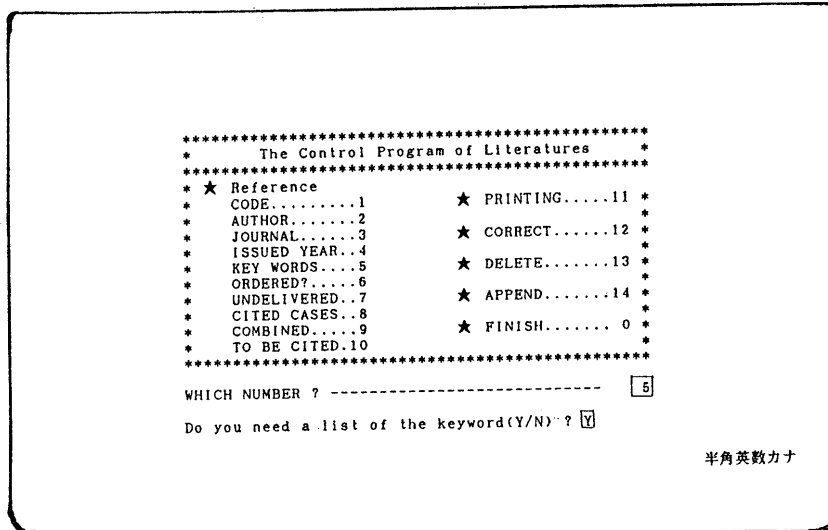 ************************************************
* The Control Program of Literatures *
************************************************
* ★ Reference
* CODE.........1 ★ PRINTING.....11 *
* AUTHOR.......2 *
* JOURNAL......3 ★ CORRECT......12 *
* ISSUED YEAR..4 *
* KEY WORDS....5 ★ DELETE.......13 *
* ORDERED?.....6 *
* UNDELIVERED..7 ★ APPEND.......14 *
* CITED CASES..8 *
* COMBINED.....9 ★ FINISH....... 0 *
* TO BE CITED.10 *
************************************************
WHICH NUMBER ? ---------------------------- 5
Do you need a list of the keyword(Y/N) ? Y
半角英数カナ